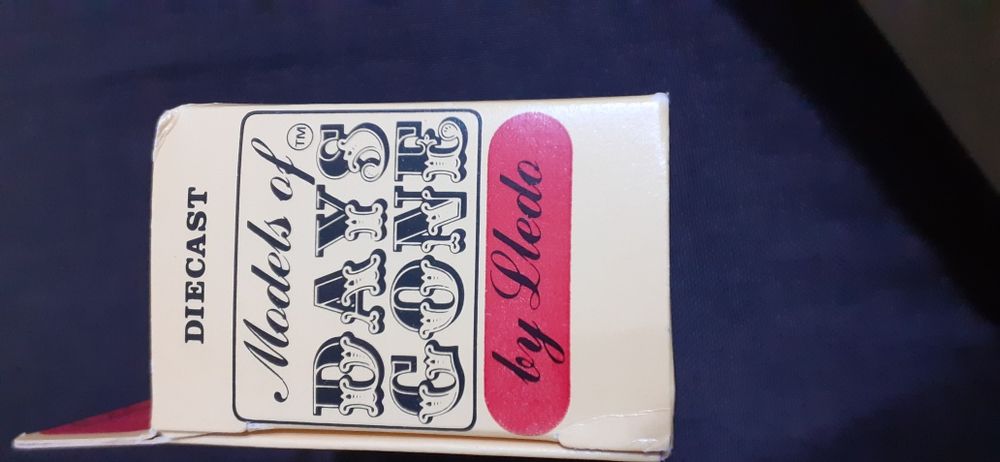 DIECAST
Models of
DAYS
GONE
TM
by Lledo